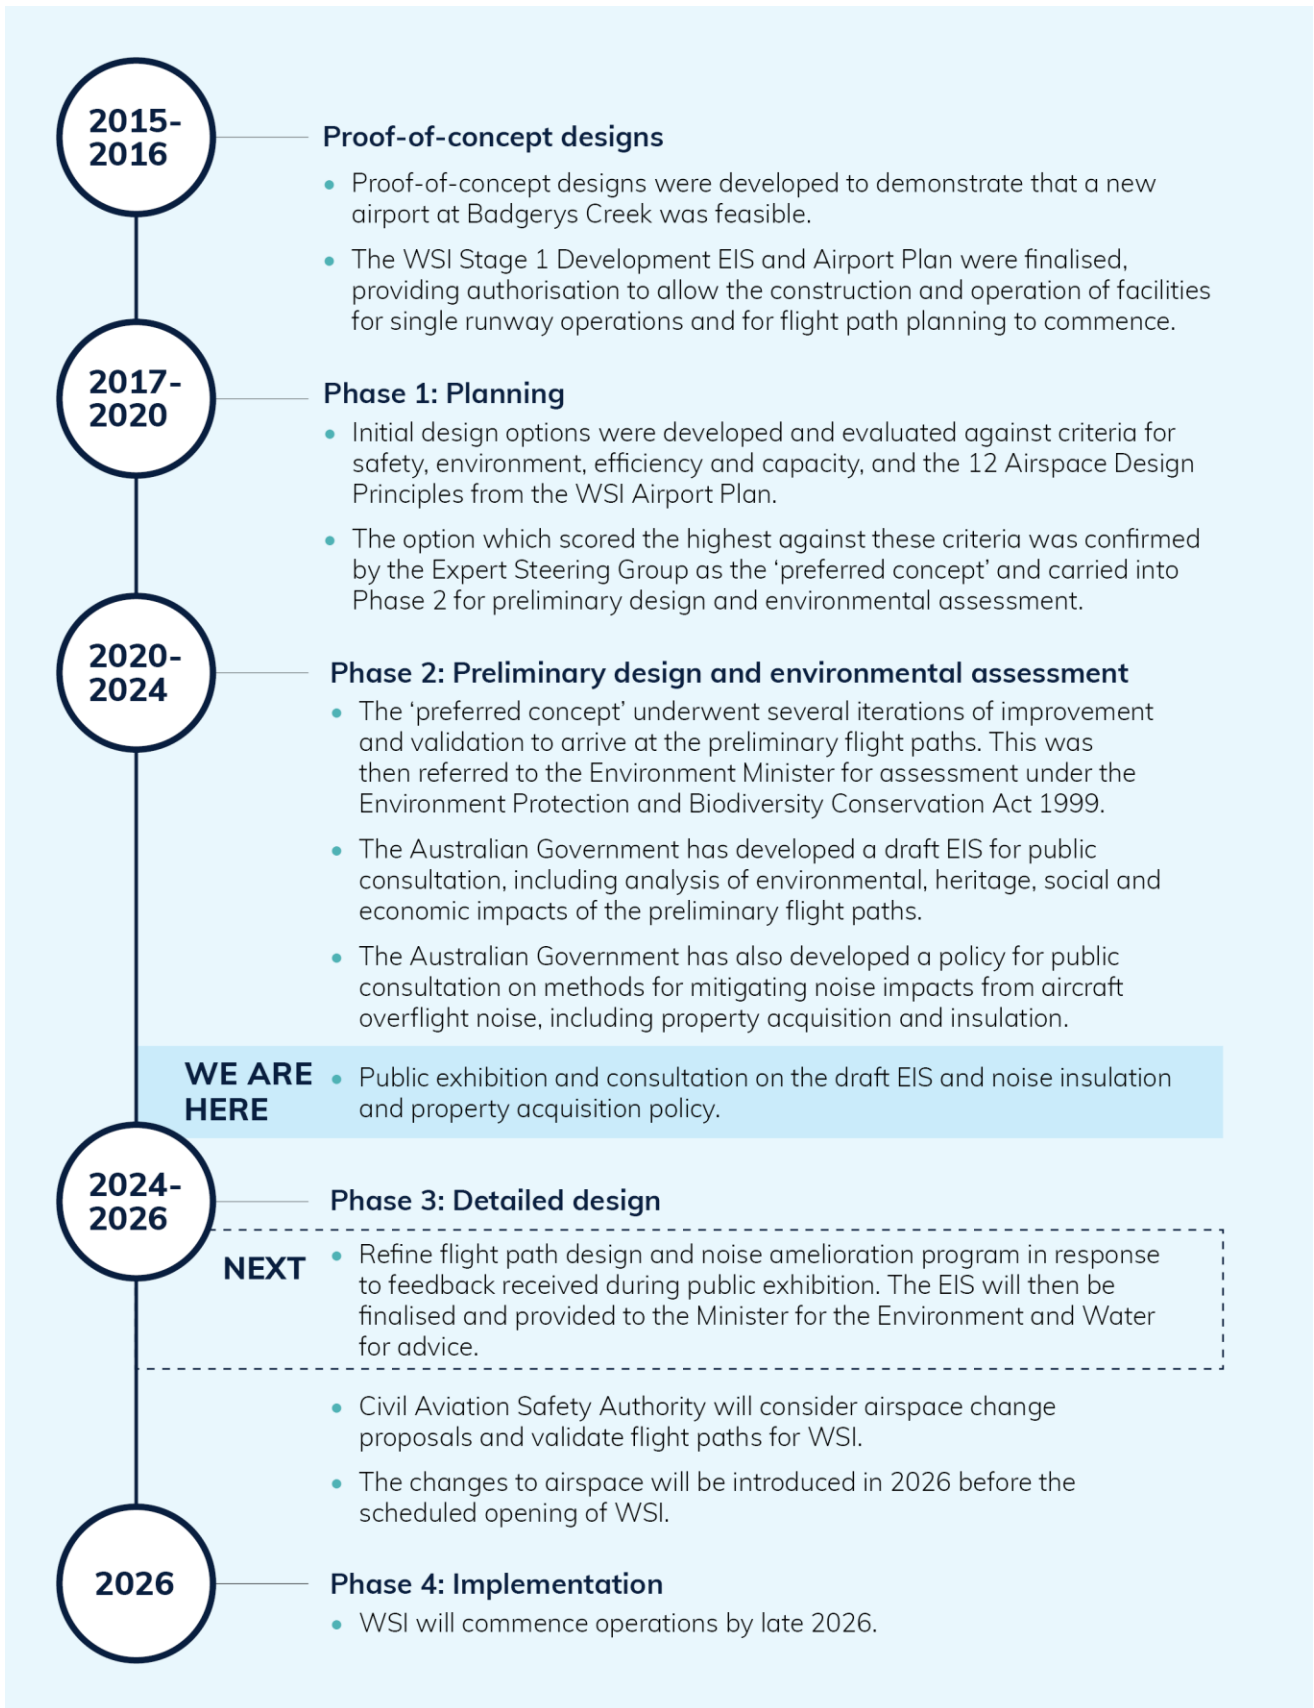 2015-
2016
Proof-of-concept designs
• Proof-of-concept designs were developed to demonstrate that a new
airport at Badgerys Creek was feasible.
• The WSI Stage 1 Development EIS and Airport Plan were finalised,
providing authorisation to allow the construction and operation of facilities
for single runway operations and for flight path planning to commence.
2017-
2020
Phase 1: Planning
• Initial design options were developed and evaluated against criteria for
safety, environment, efficiency and capacity, and the 12 Airspace Design
Principles from the WSI Airport Plan.
• The option which scored the highest against these criteria was confirmed
by the Expert Steering Group as the ‘preferred concept’ and carried into
Phase 2 for preliminary design and environmental assessment.
2020-
2024
Phase 2: Preliminary design and environmental assessment
• The ‘preferred concept’ underwent several iterations of improvement
and validation to arrive at the preliminary flight paths. This was
then referred to the Environment Minister for assessment under the
Environment Protection and Biodiversity Conservation Act 1999.
• The Australian Government has developed a draft EIS for public
consultation, including analysis of environmental, heritage, social and
economic impacts of the preliminary flight paths.
• The Australian Government has also developed a policy for public
consultation on methods for mitigating noise impacts from aircraft
overflight noise, including property acquisition and insulation.
WE ARE
HERE
• Public exhibition and consultation on the draft EIS and noise insulation
and property acquisition policy.
2024-
2026
Phase 3: Detailed design
NEXT
• Refine flight path design and noise amelioration program in response
to feedback received during public exhibition. The EIS will then be
finalised and provided to the Minister for the Environment and Water
for advice.
• Civil Aviation Safety Authority will consider airspace change
proposals and validate flight paths for WSI.
• The changes to airspace will be introduced in 2026 before the
scheduled opening of WSI.
2026
Phase 4: Implementation
• WSI will commence operations by late 2026.